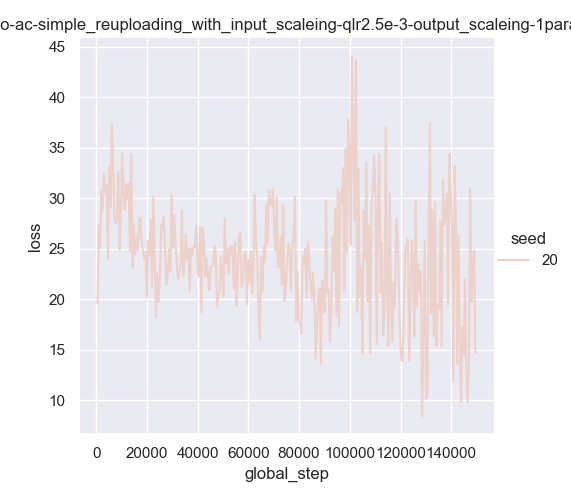 o-ac-simple_reuploading_with_input_scaleing-qlr2.5e-3-output_scaleing-1para
45
40
35
30
25
20
15
10
loss
0 20000 40000 60000 80000 100000 120000 140000
global_step
seed
20